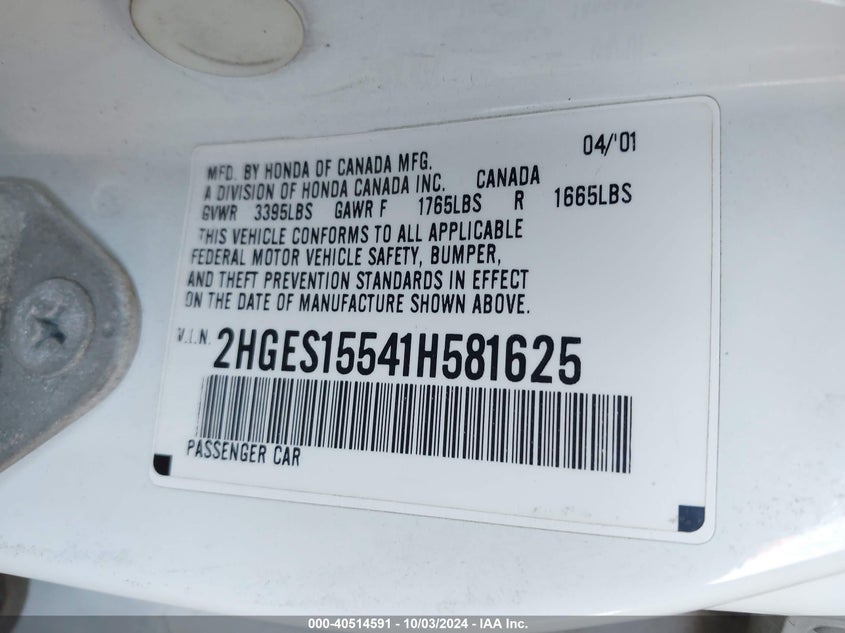 04/'01
MFD. BY HONDA OF CANADA MFG.
A DIVISION OF HONDA CANADA INC. CANADA
GVWR 3395LBS GAWR F 1765LBS R 1665LBS
THIS VEHICLE CONFORMS TO ALL APPLICABLE
FEDERAL MOTOR VEHICLE SAFETY, BUMPER,
AND THEFT PREVENTION STANDARDS IN EFFECT
ON THE DATE OF MANUFACTURE SHOWN ABOVE.
V.I.N. 2HGES15541H581625
PASSENGER CAR
000-40514591 - 10/03/2024 - IAA Inc.